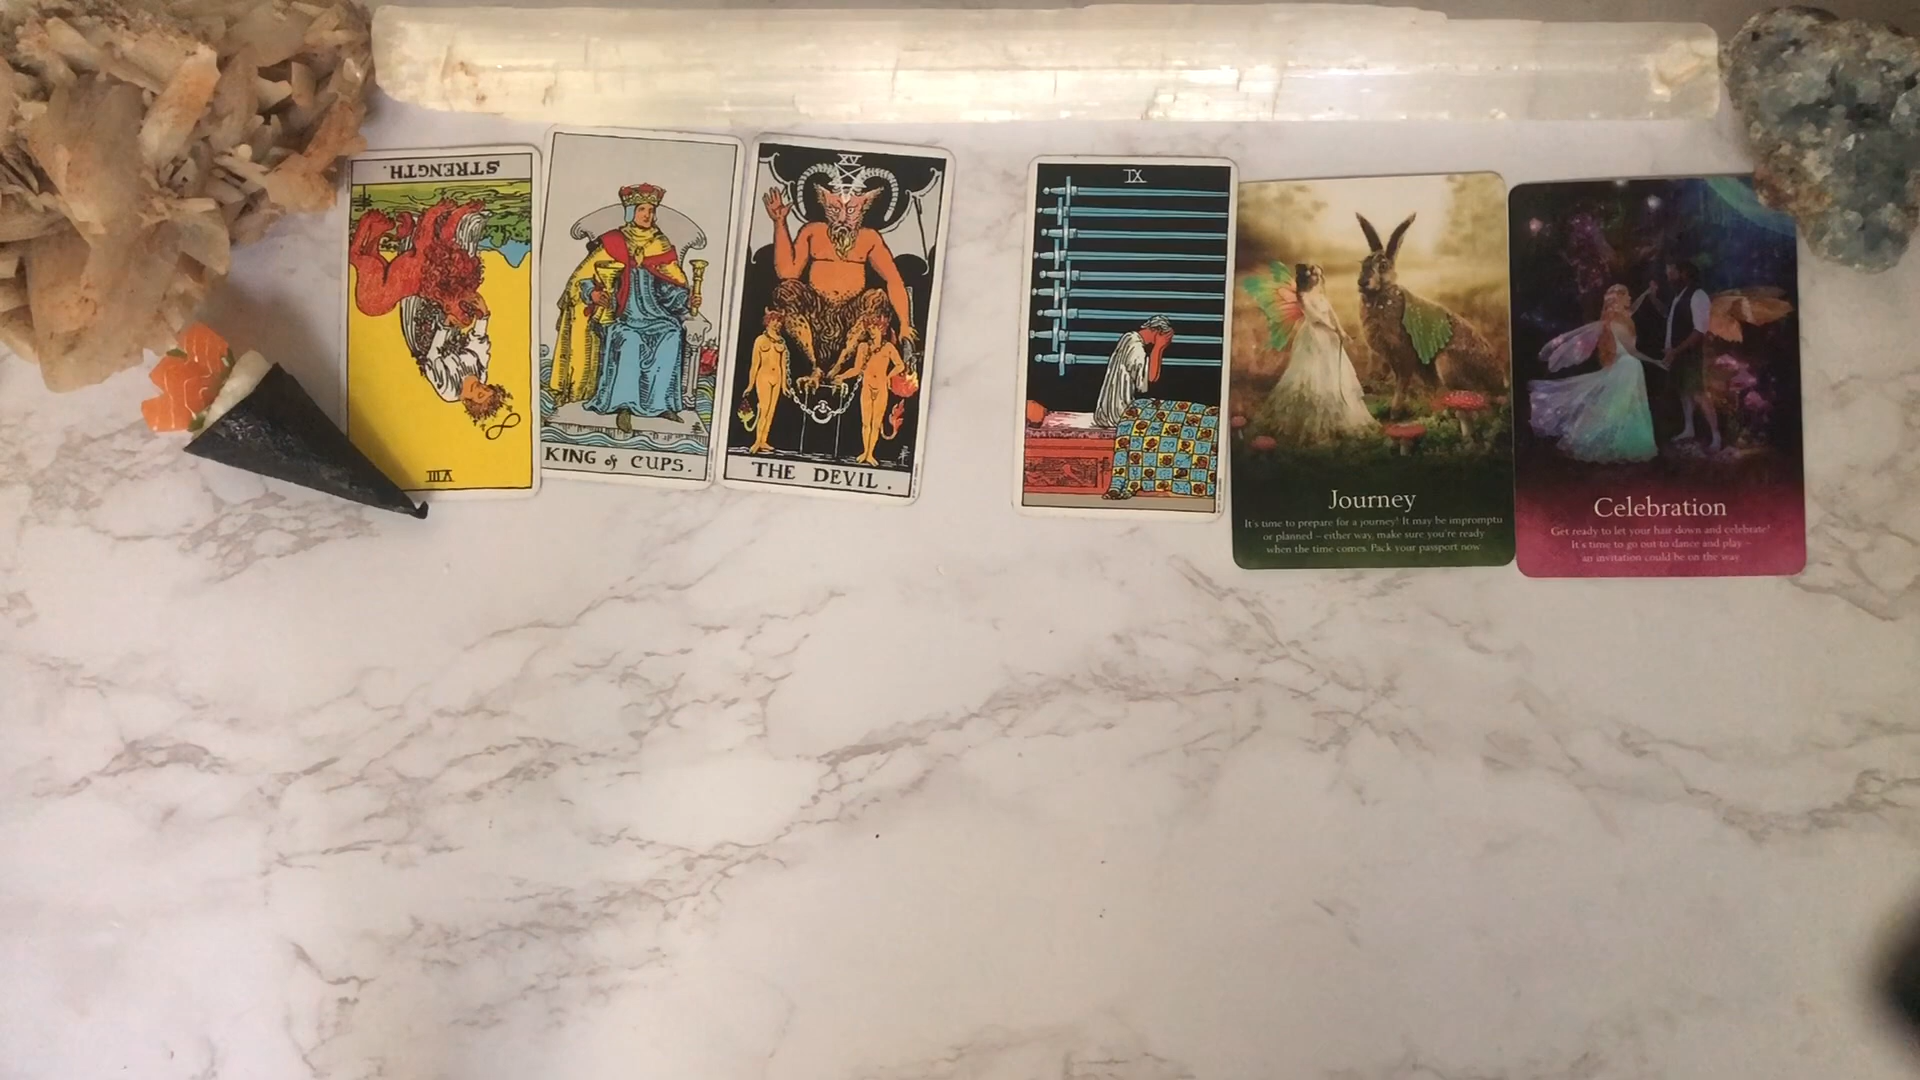 STRENGTH.
VIII
KING of CUPS.
XV
THE DEVIL.
IX
Journey
It's time to prepare for a journey! It may be impromptu
or planned – either way, make sure you're ready
when the time comes. Pack your passport now
Celebration
Get ready to let your hair down and celebrate!
It's time to go out to dance and play –
an invitation could be on the way.